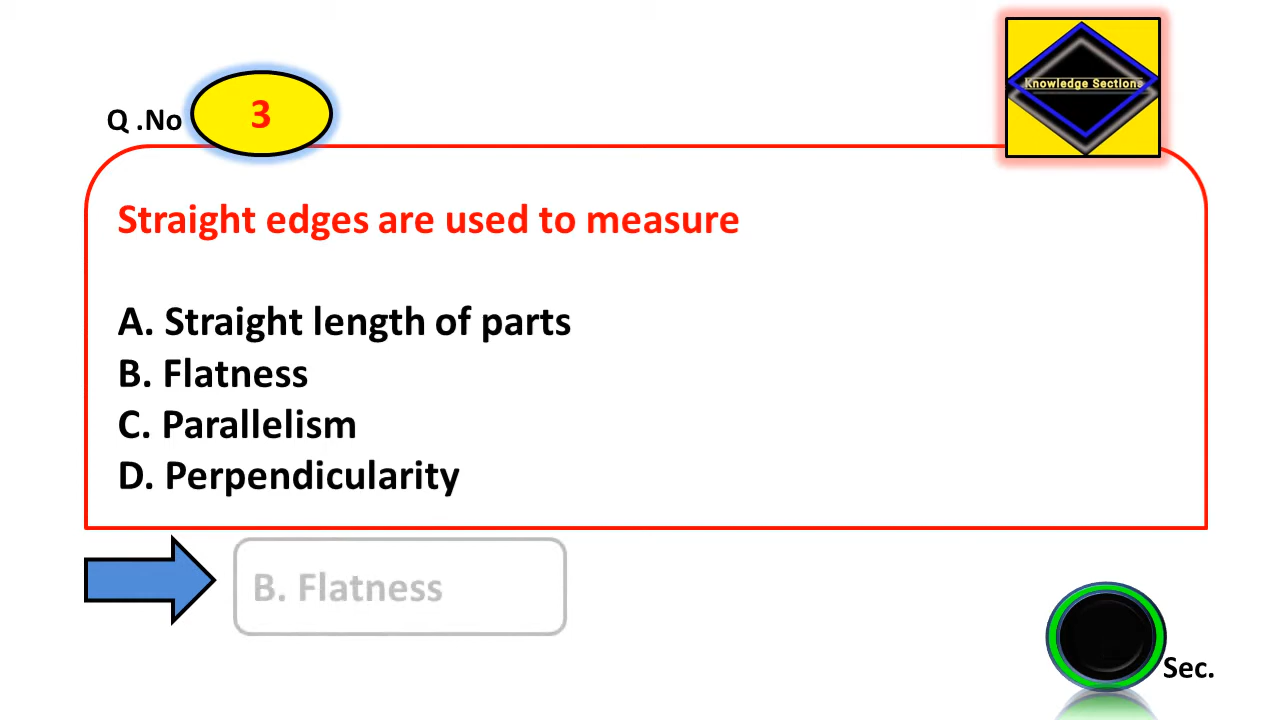 Knowledge Sections
Q .No 3
Straight edges are used to measure
A. Straight length of parts
B. Flatness
C. Parallelism
D. Perpendicularity
B. Flatness
Sec.